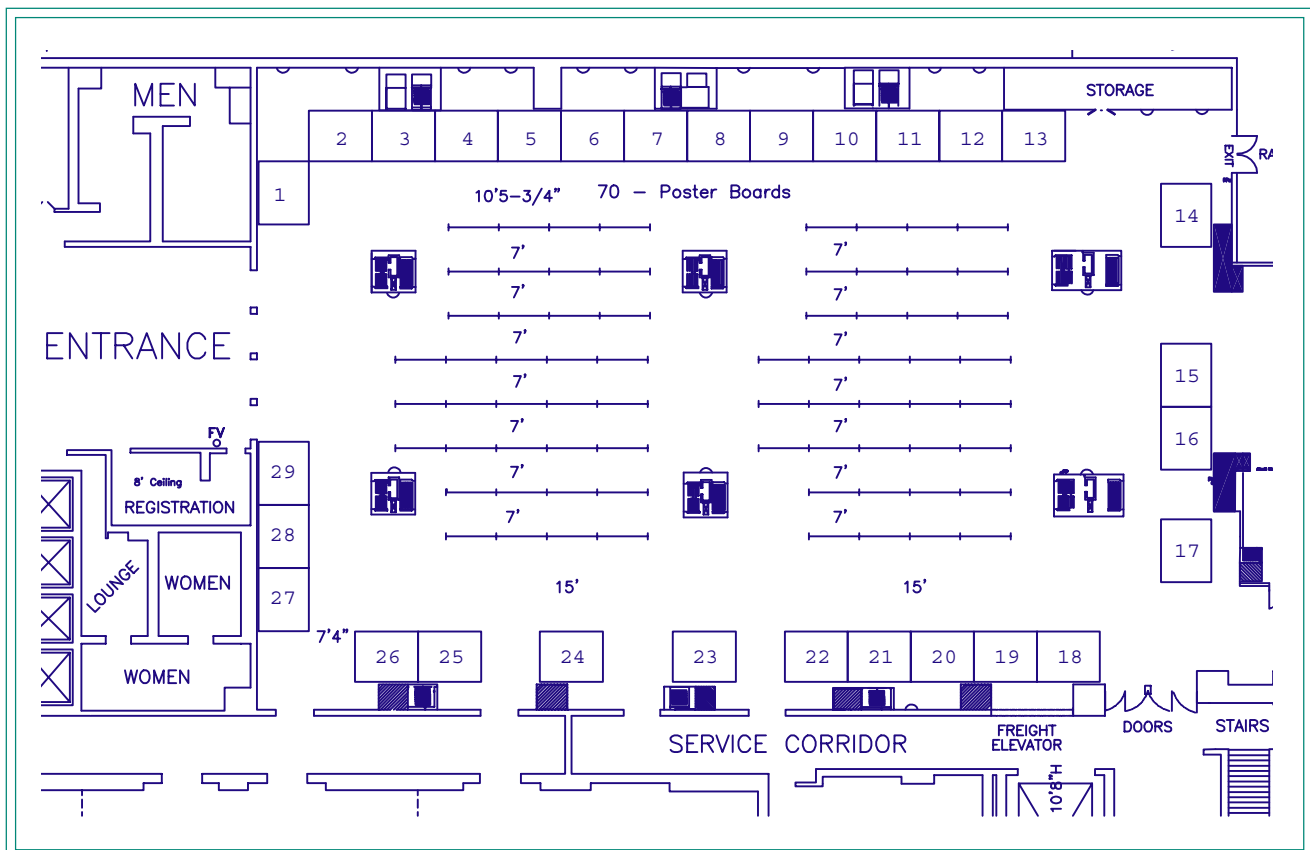 MEN
STORAGE
2 3 4 5 6 7 8 9 10 11 12 13
EXIT
RA
1
10'5-3/4" 70 - Poster Boards
14
7' 7'
7' 7'
ENTRANCE
7' 7'
15
7' 7'
7' 7'
16
FV
29
7' 7'
8' Ceiling
REGISTRATION
7' 7'
28
17
LOUNGE
WOMEN
15' 15'
27
7'4"
26 25 24 23 22 21 20 19 18
WOMEN
SERVICE CORRIDOR
FREIGHT
ELEVATOR
DOORS
STAIRS
10'8"H